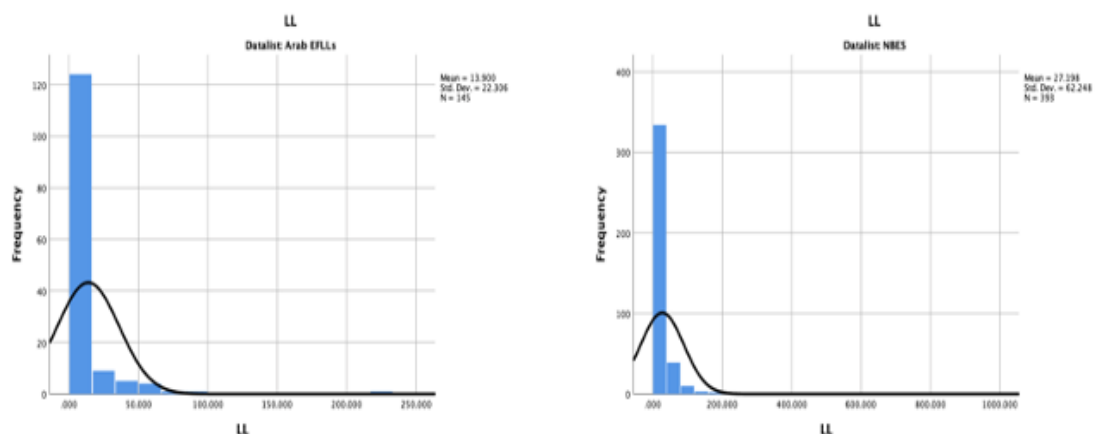 LL
Datalist: Arab EFLLs
Mean = 13.900
Std. Dev. = 22.306
N = 145
120
100
80
60
40
20
0
Frequency
.000 50.000 100.000 150.000 200.000 250.000
LL
LL
Datalist: NBES
Mean = 27.198
Std. Dev. = 62.248
N = 393
400
300
200
100
0
Frequency
.000 200.000 400.000 600.000 800.000 1000.000
LL